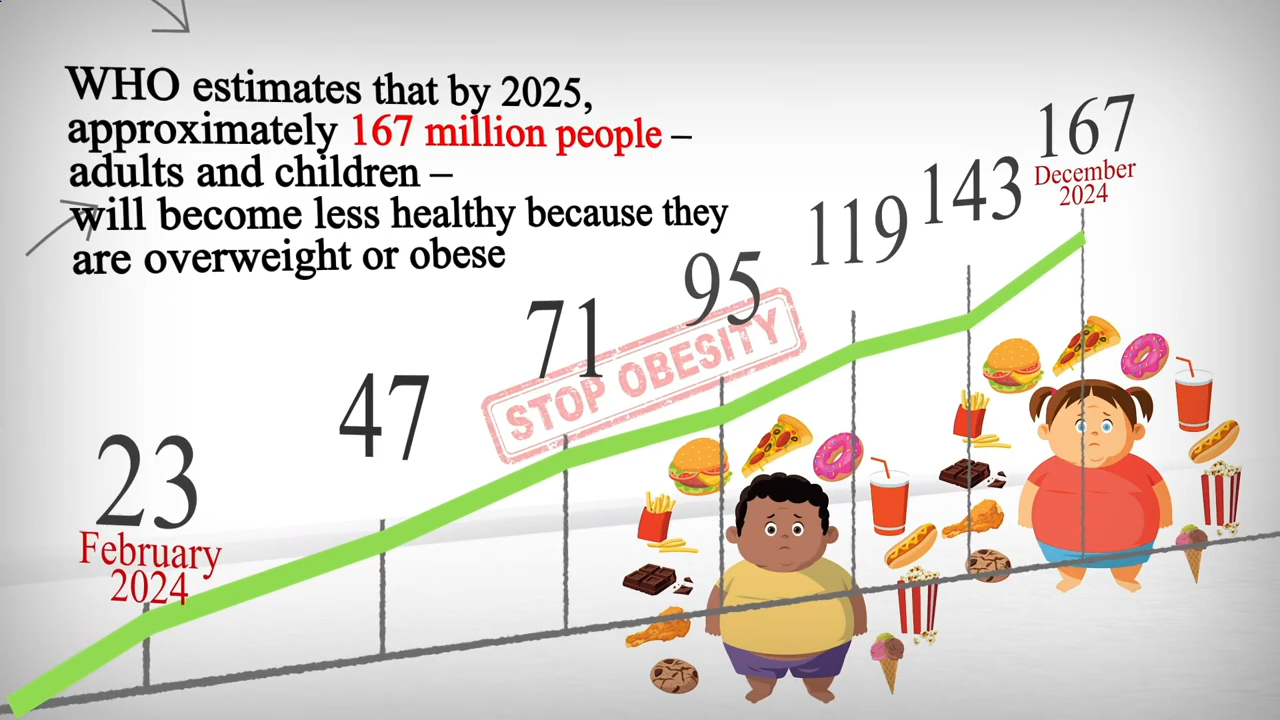 WHO estimates that by 2025,
approximately 167 million people –
adults and children –
will become less healthy because they
are overweight or obese
23
February
2024
47
71
STOP OBESITY
95
119
143
167
December
2024